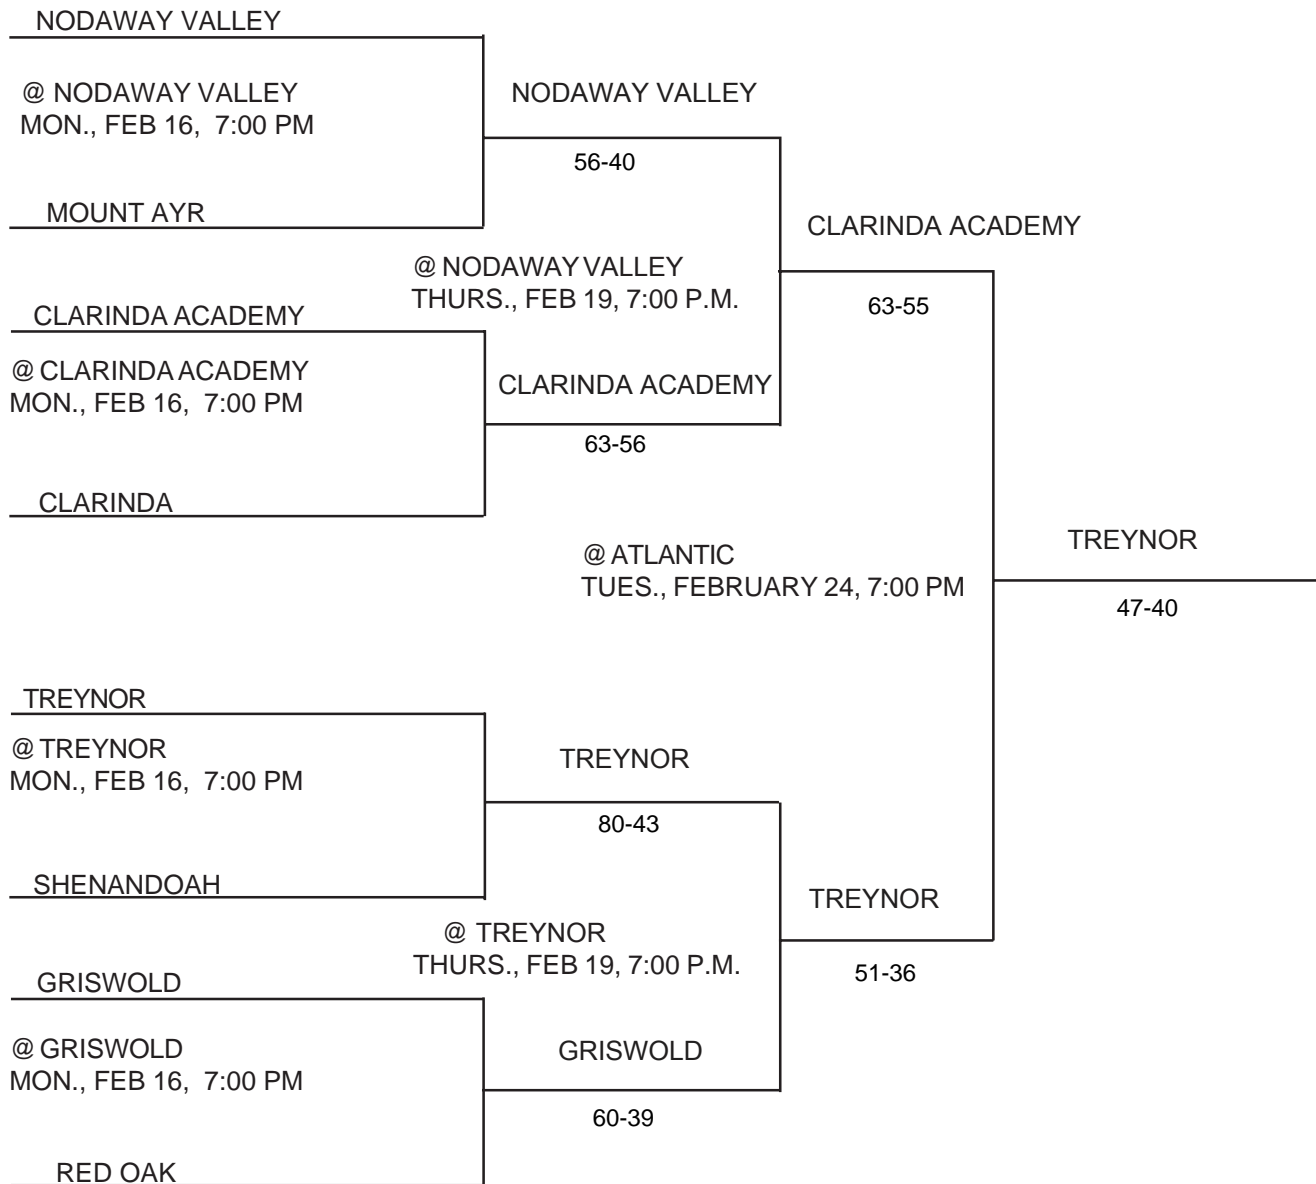 NODAWAY VALLEY
@ NODAWAY VALLEY
MON., FEB 16, 7:00 PM
MOUNT AYR
NODAWAY VALLEY
56-40
@ NODAWAY VALLEY
THURS., FEB 19, 7:00 P.M.
CLARINDA ACADEMY
63-55
CLARINDA ACADEMY
@ CLARINDA ACADEMY
MON., FEB 16, 7:00 PM
CLARINDA
CLARINDA ACADEMY
63-56
@ ATLANTIC
TUES., FEBRUARY 24, 7:00 PM
TREYNOR
47-40
TREYNOR
@ TREYNOR
MON., FEB 16, 7:00 PM
SHENANDOAH
TREYNOR
80-43
@ TREYNOR
THURS., FEB 19, 7:00 P.M.
TREYNOR
51-36
GRISWOLD
@ GRISWOLD
MON., FEB 16, 7:00 PM
RED OAK
GRISWOLD
60-39